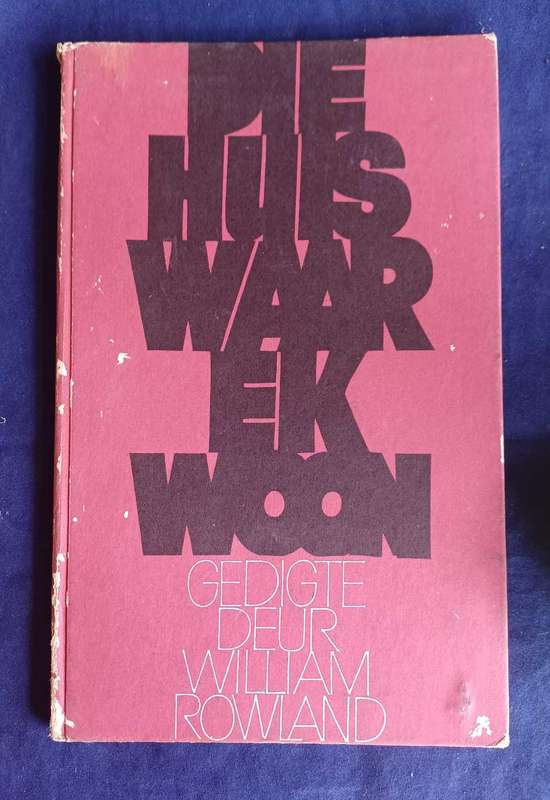 DIE
HUIS
WAAR
EK
WOON
GEDIGTE
DEUR
WILLIAM
ROWLAND